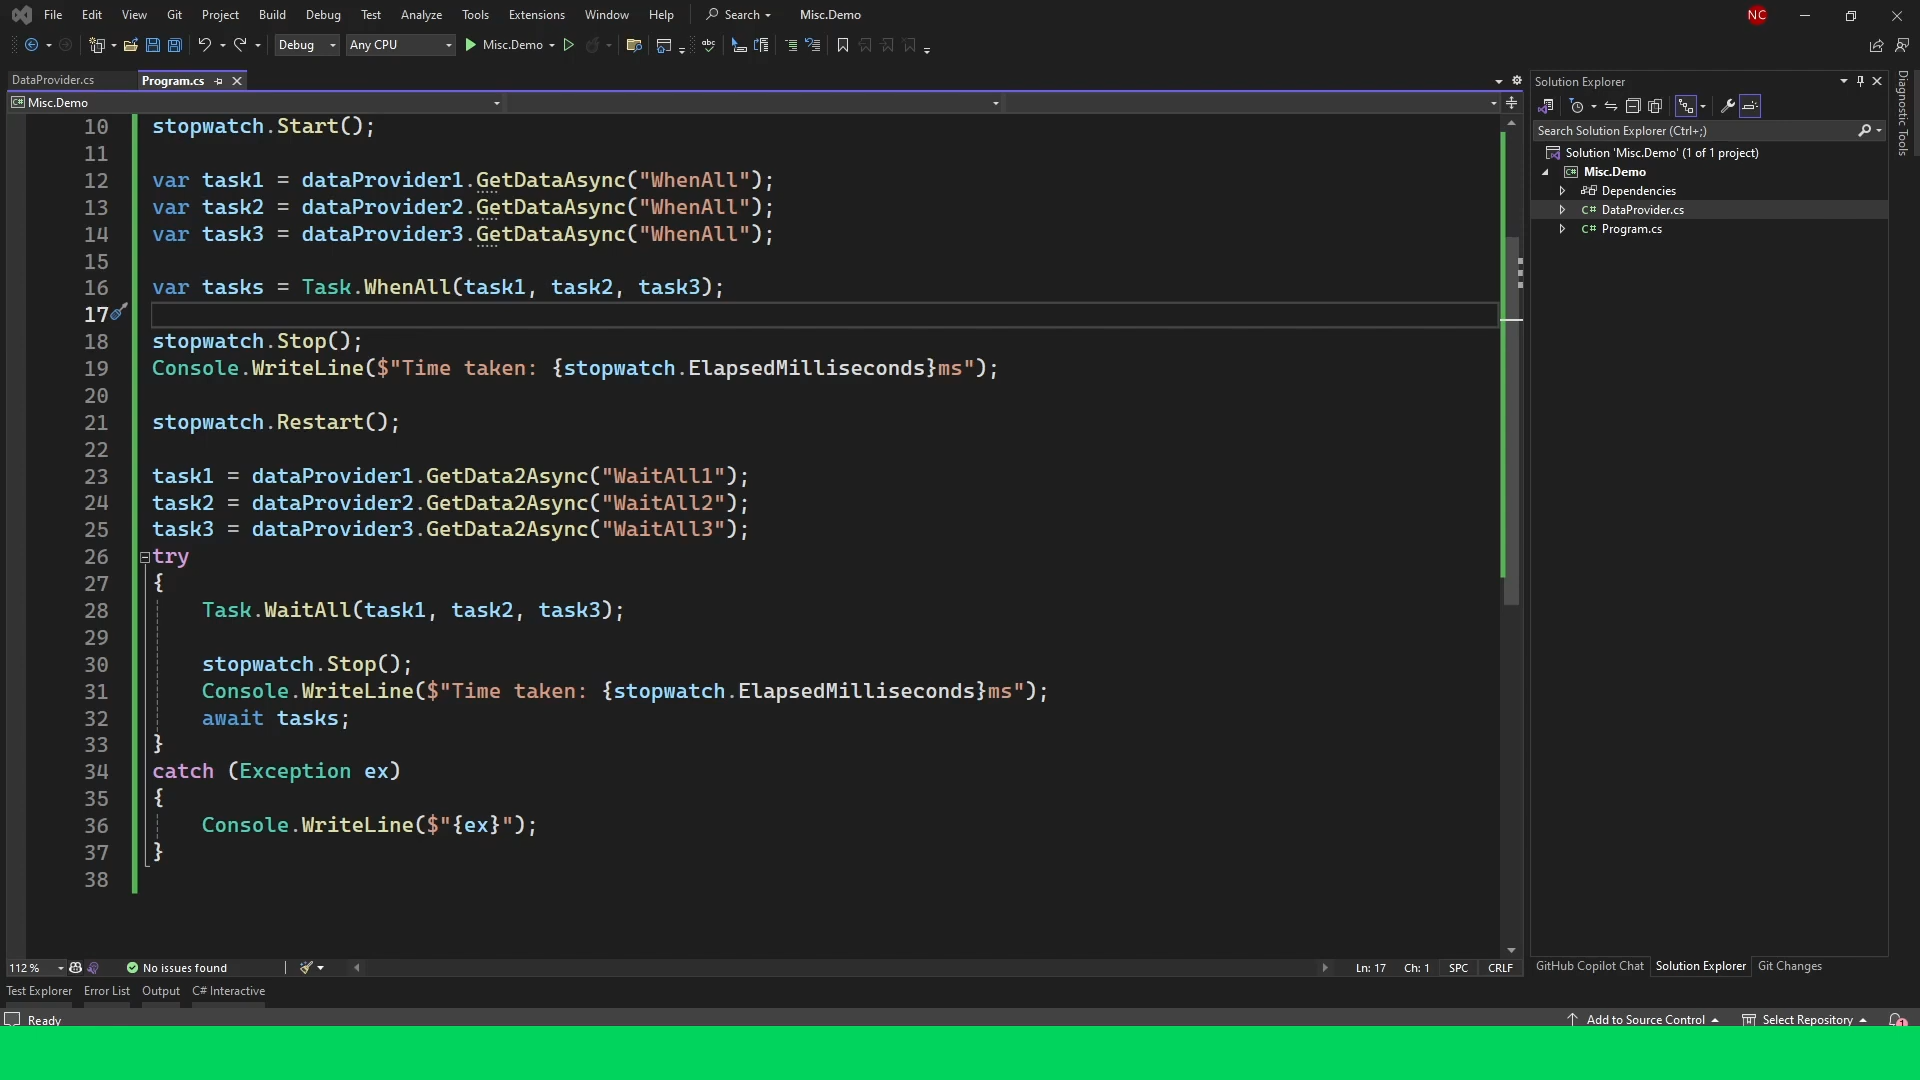 File Edit View Git Project Build Debug Test Analyze Tools Extensions Window Help Search Misc.Demo NC
Debug Any CPU Misc.Demo
DataProvider.cs Program.cs
Misc.Demo
10 stopwatch.Start();
11
12 var task1 = dataProvider1.GetDataAsync("WhenAll");
13 var task2 = dataProvider2.GetDataAsync("WhenAll");
14 var task3 = dataProvider3.GetDataAsync("WhenAll");
15
16 var tasks = Task.WhenAll(task1, task2, task3);
17
18 stopwatch.Stop();
19 Console.WriteLine($"Time taken: {stopwatch.ElapsedMilliseconds}ms");
20
21 stopwatch.Restart();
22
23 task1 = dataProvider1.GetData2Async("WaitAll1");
24 task2 = dataProvider2.GetData2Async("WaitAll2");
25 task3 = dataProvider3.GetData2Async("WaitAll3");
26 try
27 {
28 Task.WaitAll(task1, task2, task3);
29
30 stopwatch.Stop();
31 Console.WriteLine($"Time taken: {stopwatch.ElapsedMilliseconds}ms");
32 await tasks;
33 }
34 catch (Exception ex)
35 {
36 Console.WriteLine($"{ex}");
37 }
38
112 % No issues found Ln: 17 Ch: 1 SPC CRLF
Test Explorer Error List Output C# Interactive
Ready Add to Source Control Select Repository 1
Solution Explorer
Search Solution Explorer (Ctrl+;)
Solution 'Misc.Demo' (1 of 1 project)
C# Misc.Demo
Dependencies
C# DataProvider.cs
C# Program.cs
GitHub Copilot Chat Solution Explorer Git Changes
Diagnostic Tools